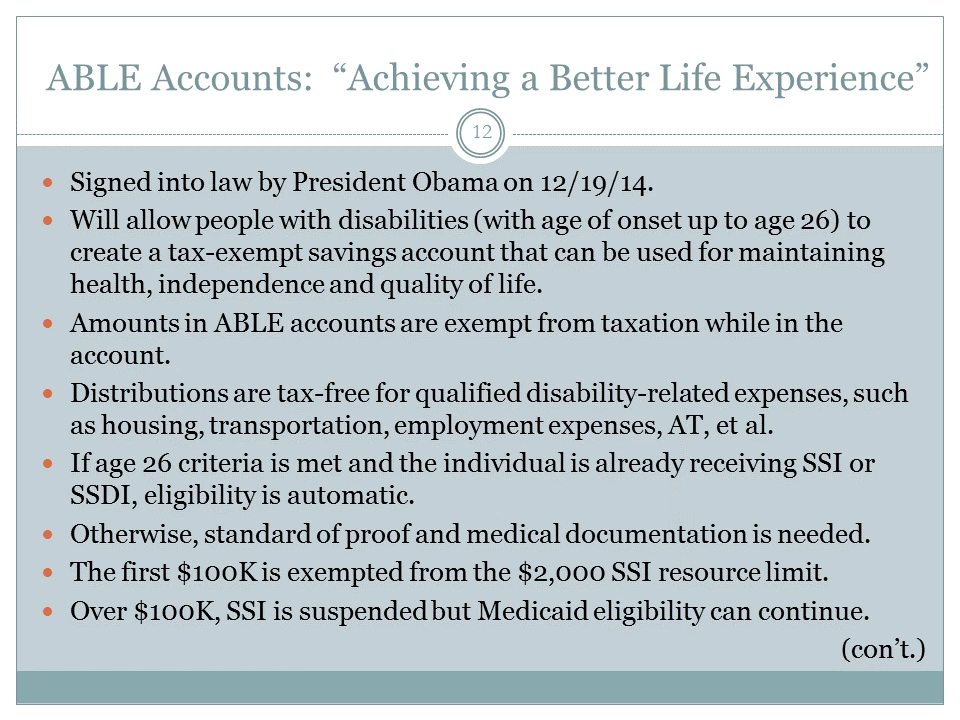 ABLE Accounts: “Achieving a Better Life Experience”
12
• Signed into law by President Obama on 12/19/14.
• Will allow people with disabilities (with age of onset up to age 26) to
create a tax-exempt savings account that can be used for maintaining
health, independence and quality of life.
• Amounts in ABLE accounts are exempt from taxation while in the
account.
• Distributions are tax-free for qualified disability-related expenses, such
as housing, transportation, employment expenses, AT, et al.
• If age 26 criteria is met and the individual is already receiving SSI or
SSDI, eligibility is automatic.
• Otherwise, standard of proof and medical documentation is needed.
• The first $100K is exempted from the $2,000 SSI resource limit.
• Over $100K, SSI is suspended but Medicaid eligibility can continue.
(con’t.)